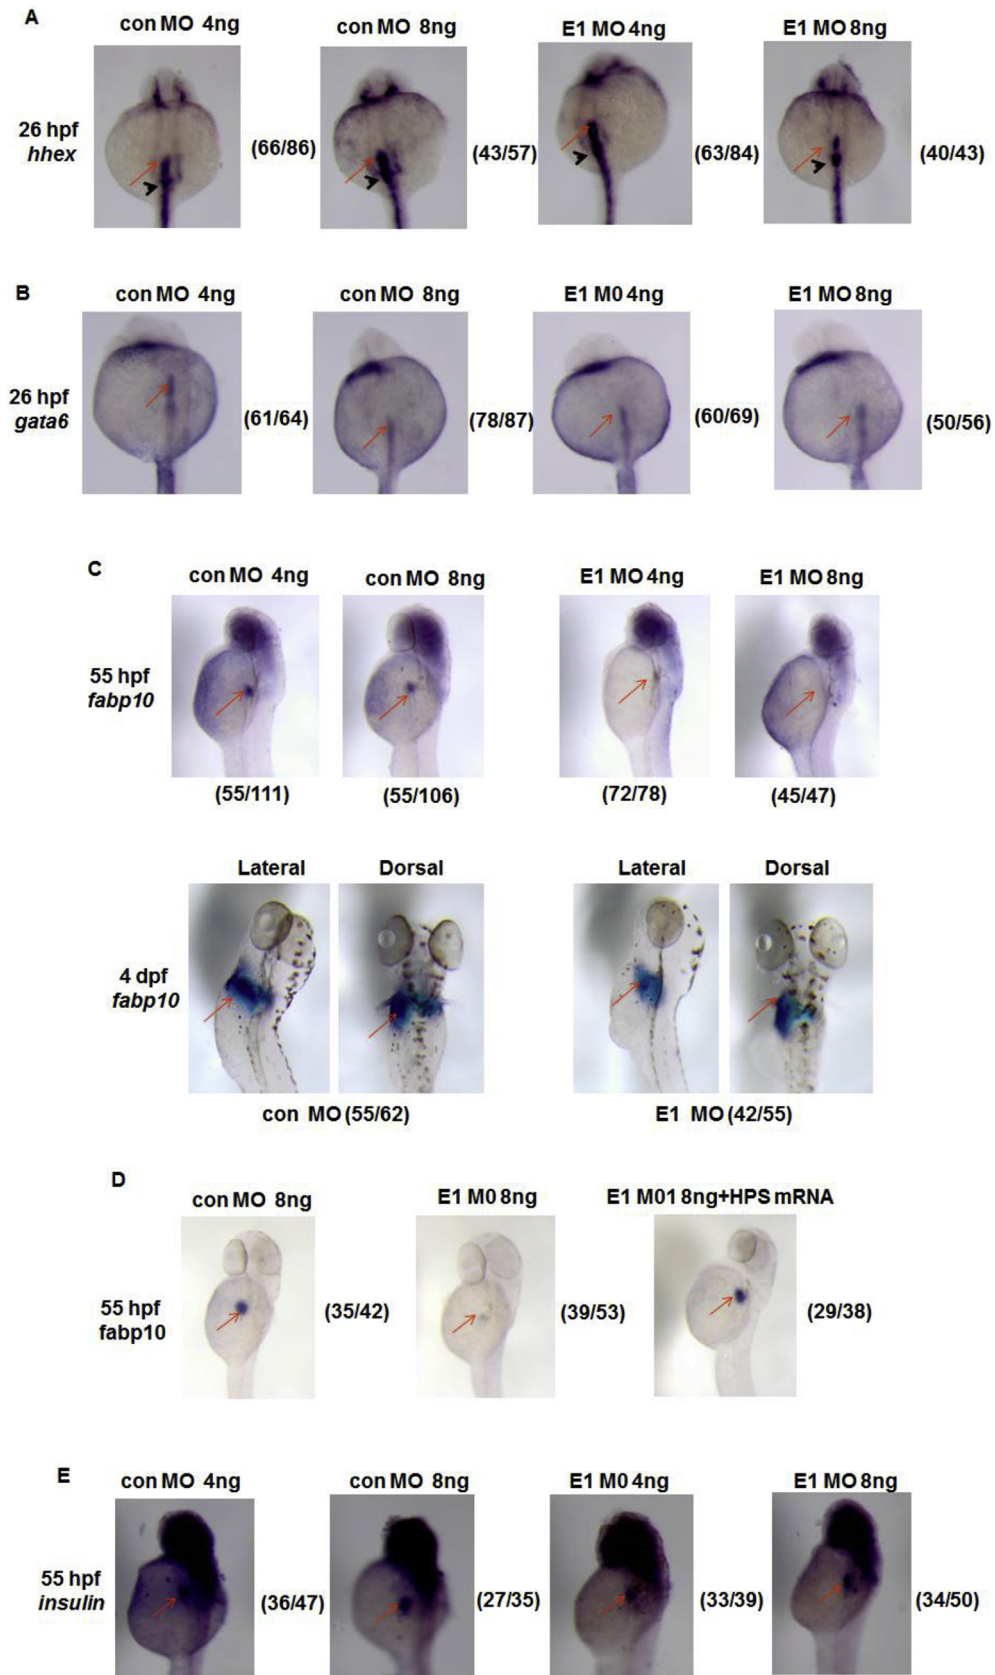 A
con MO 4ng con MO 8ng E1 MO 4ng E1 MO 8ng
26 hpf
hhex
(66/86) (43/57) (63/84) (40/43)
B
con MO 4ng con MO 8ng E1 M0 4ng E1 MO 8ng
26 hpf
gata6
(61/64) (78/87) (60/69) (50/56)
C
con MO 4ng con MO 8ng E1 MO 4ng E1 MO 8ng
55 hpf
fabp10
(55/111) (55/106) (72/78) (45/47)
Lateral Dorsal Lateral Dorsal
4 dpf
fabp10
con MO (55/62) E1 MO (42/55)
D
con MO 8ng E1 M0 8ng E1 M01 8ng+HPS mRNA
55 hpf
fabp10
(35/42) (39/53) (29/38)
E
con MO 4ng con MO 8ng E1 M0 4ng E1 MO 8ng
55 hpf
insulin
(36/47) (27/35) (33/39) (34/50)